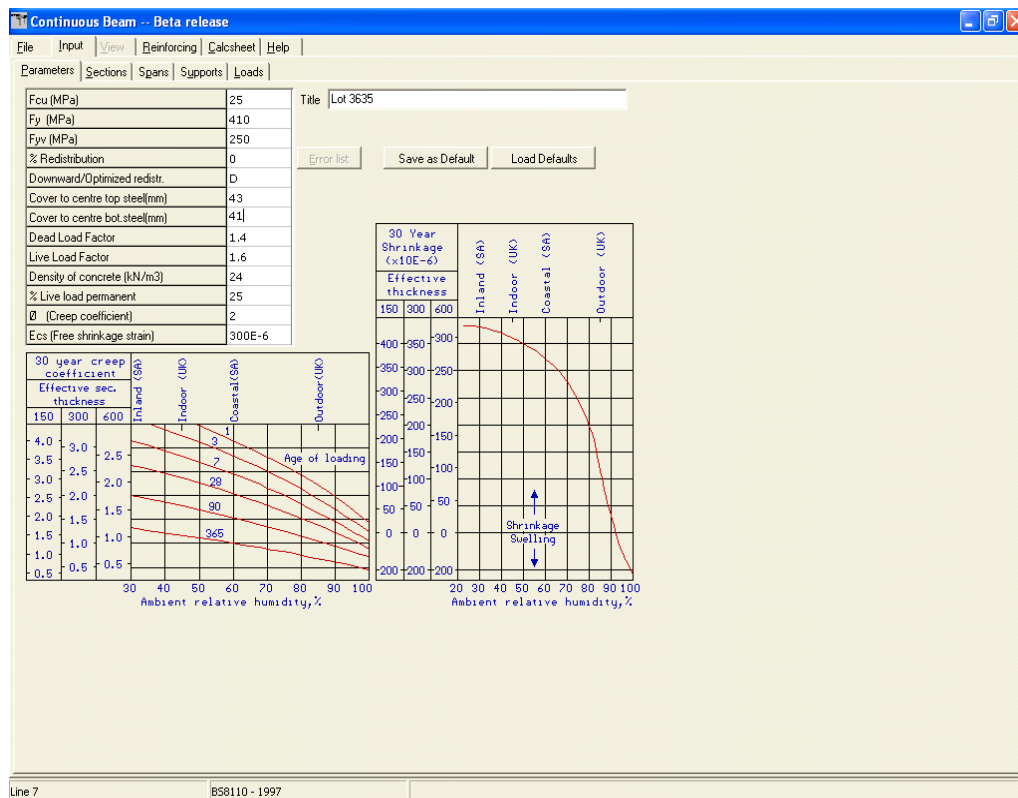 Continuous Beam -- Beta release
File Input View Reinforcing Calcsheet Help
Parameters Sections Spans Supports Loads
Fcu (MPa) 25
Title Lot 3635
Fy (MPa) 410
Fyv (MPa) 250
% Redistribution 0
Error list Save as Default Load Defaults
Downward/Optimized redistr. D
Cover to centre top steel(mm) 43
Cover to centre bot.steel(mm) 41
Dead Load Factor 1.4
Live Load Factor 1.6
Density of concrete (kN/m3) 24
% Live load permanent 25
Ø (Creep coefficient) 2
Ecs (Free shrinkage strain) 300E-6
30 Year
Shrinkage
(x10E-6)
Effective
thickness
150 300 600
Inland (SA)
Indoor (UK)
Coastal (SA)
Outdoor (UK)
-300
-400 -350
-350 -300 -250
-300 -250 -200
-250
-200 -200 -150
-150 -150 -100
-100 -100
- 50 - 50 - 50
- 0 - 0 - 0
-200 -200 -200
Shrinkage
Swelling
20 30 40 50 60 70 80 90 100
Ambient relative humidity,%
30 year creep
coefficient
Effective sec.
thickness
150 300 600
Inland (SA)
Indoor (UK)
Coastal(SA)
Outdoor(UK)
4.0 3.0 2.5
3.5 2.5 2.0
3.0 2.0 1.5
2.5 1.5 1.0
2.0 1.0 0.5
1.5 0.5
1.0
0.5
1
3
7
28
90
365
Age of loading
30 40 50 60 70 80 90 100
Ambient relative humidity,%
Line 7 BS8110 - 1997